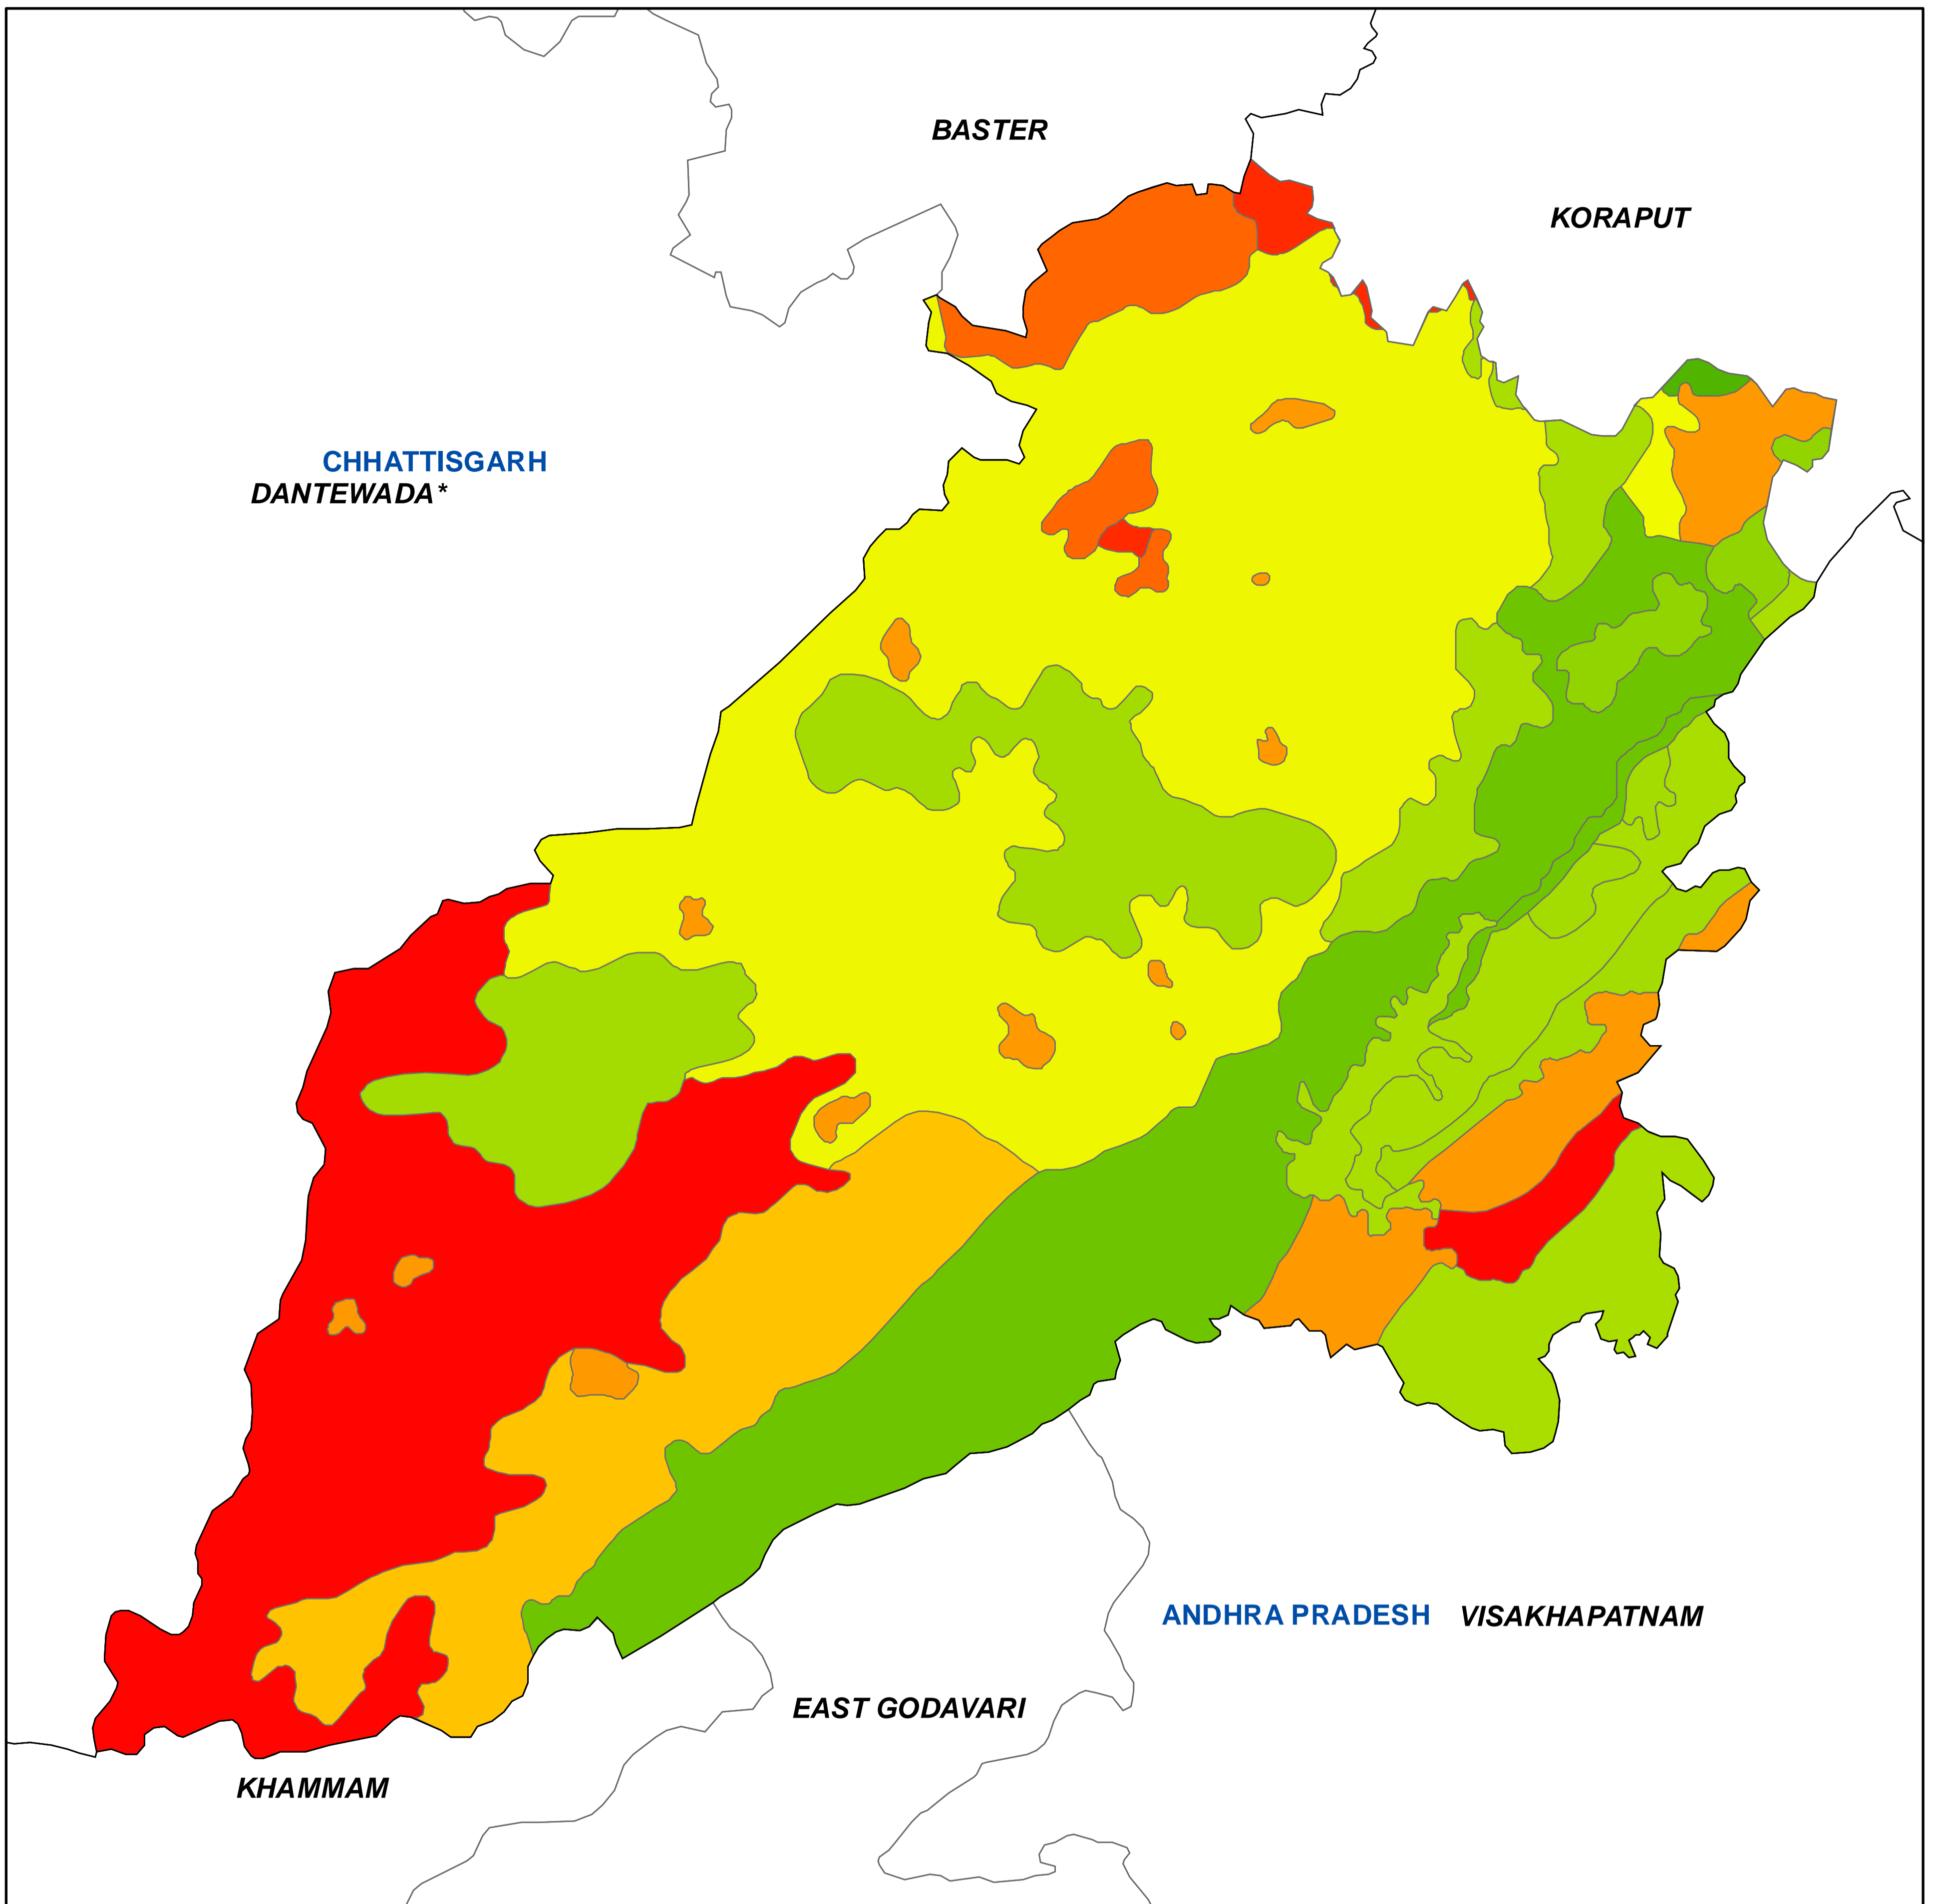 BASTER
KORAPUT
CHHATTISGARH
DANTEWADA*
ANDHRA PRADESH VISAKHAPATNAM
EAST GODAVARI
KHAMMAM